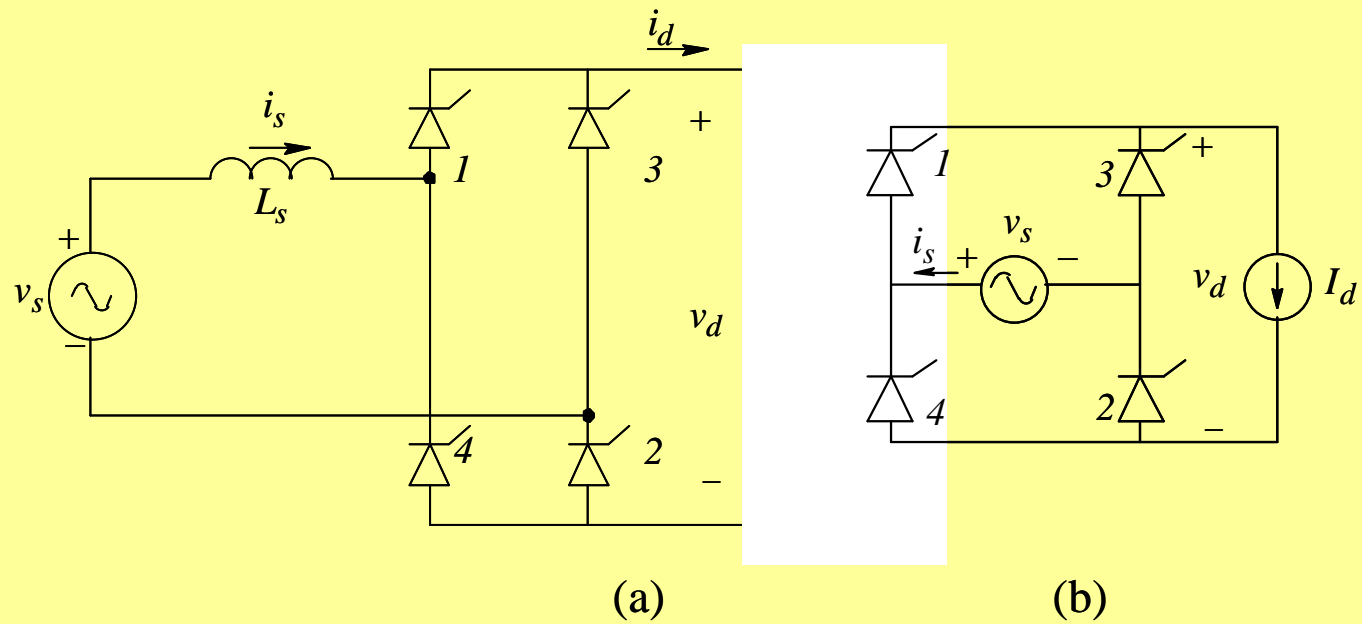 i_d
i_s
L_s
1
3
+
+
v_s
−
v_d
4
2
−
1
3
+
i_s
+
v_s
−
v_d
I_d
4
2
−
(a)
(b)